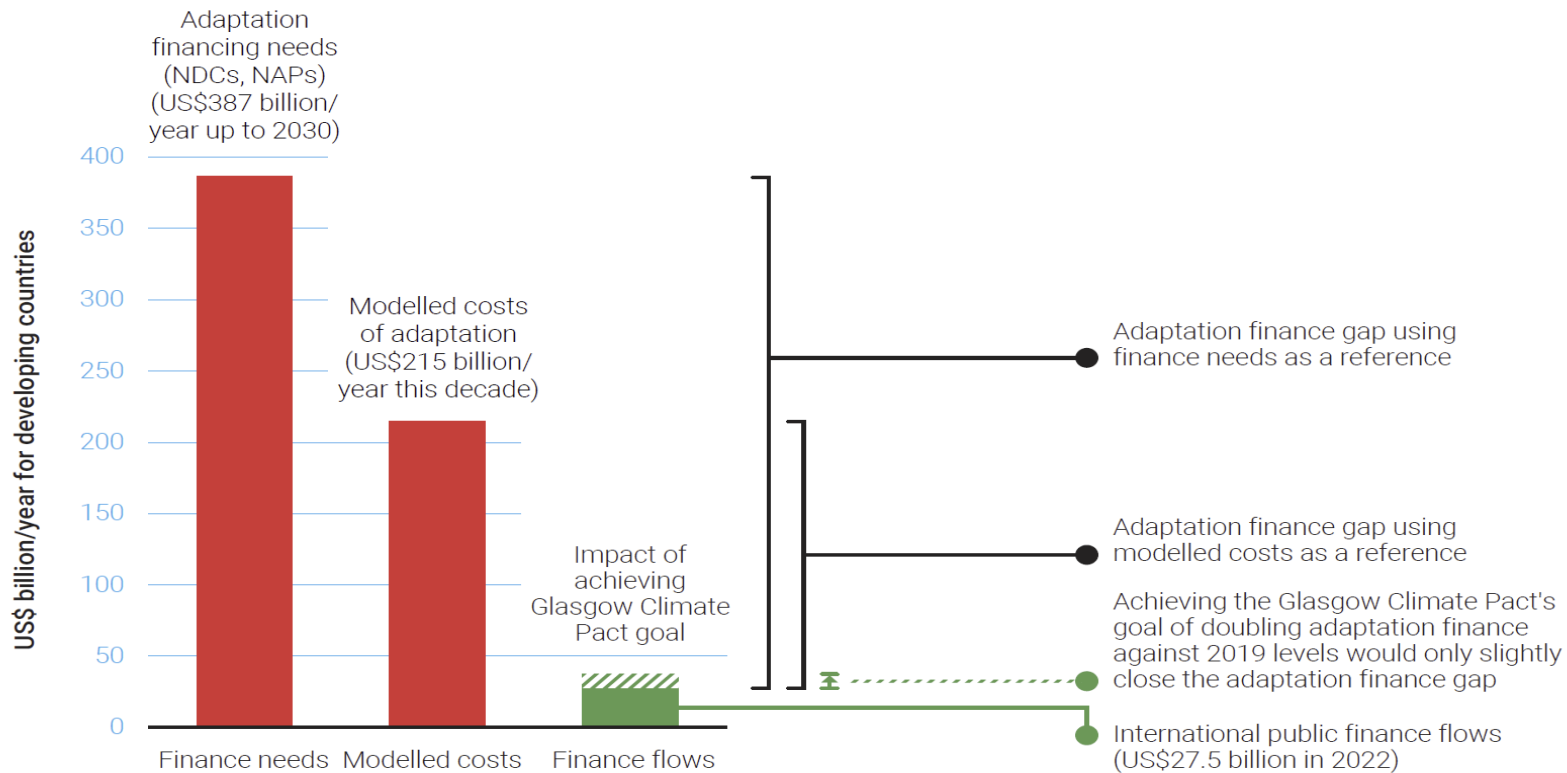 Adaptation
financing needs
(NDCs, NAPs)
(US$387 billion/
year up to 2030)
US$ billion/year for developing countries
400
350
300
250
200
150
100
50
0
Modelled costs
of adaptation
(US$215 billion/
year this decade)
Impact of
achieving
Glasgow Climate
Pact goal
Finance needs
Modelled costs
Finance flows
Adaptation finance gap using
finance needs as a reference
Adaptation finance gap using
modelled costs as a reference
Achieving the Glasgow Climate Pact's
goal of doubling adaptation finance
against 2019 levels would only slightly
close the adaptation finance gap
International public finance flows
(US$27.5 billion in 2022)